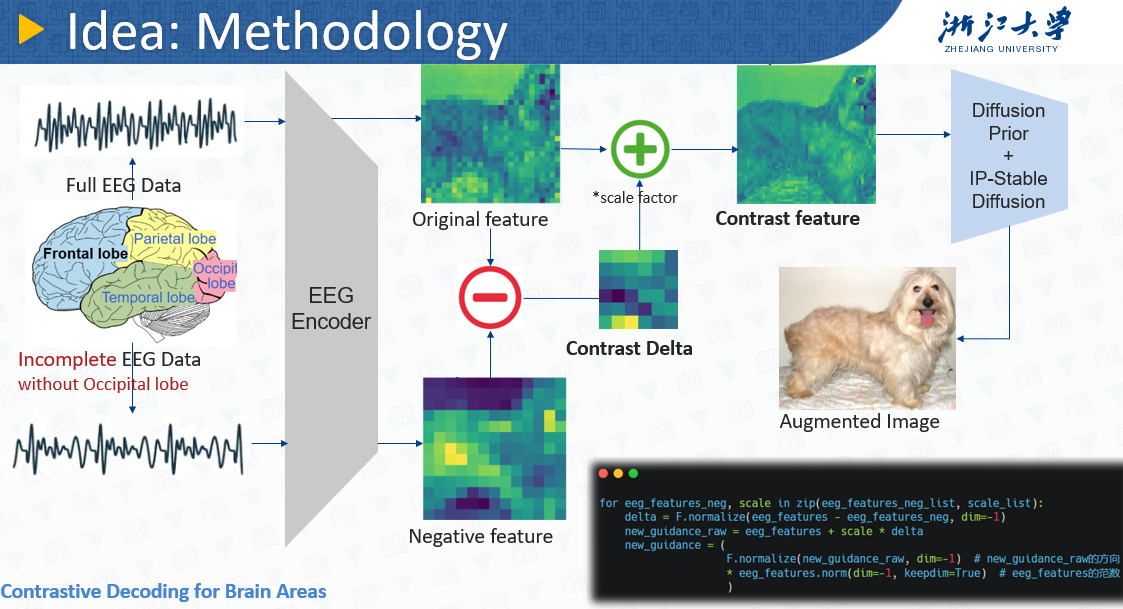 Idea: Methodology
浙江大学
ZHEJIANG UNIVERSITY
Full EEG Data
Frontal lobe
Parietal lobe
Occipit
lobe
Temporal lobe
Incomplete EEG Data
without Occipital lobe
EEG
Encoder
Original feature
*scale factor
Contrast feature
Contrast Delta
Negative feature
Diffusion
Prior
+
IP-Stable
Diffusion
Augmented Image
for eeg_features_neg, scale in zip(eeg_features_neg_list, scale_list):
    delta = F.normalize(eeg_features - eeg_features_neg, dim=-1)
    new_guidance_raw = eeg_features + scale * delta
    new_guidance = (
        F.normalize(new_guidance_raw, dim=-1)  # new_guidance_raw的方向
        * eeg_features.norm(dim=-1, keepdim=True)  # eeg_features的范数
        )
Contrastive Decoding for Brain Areas